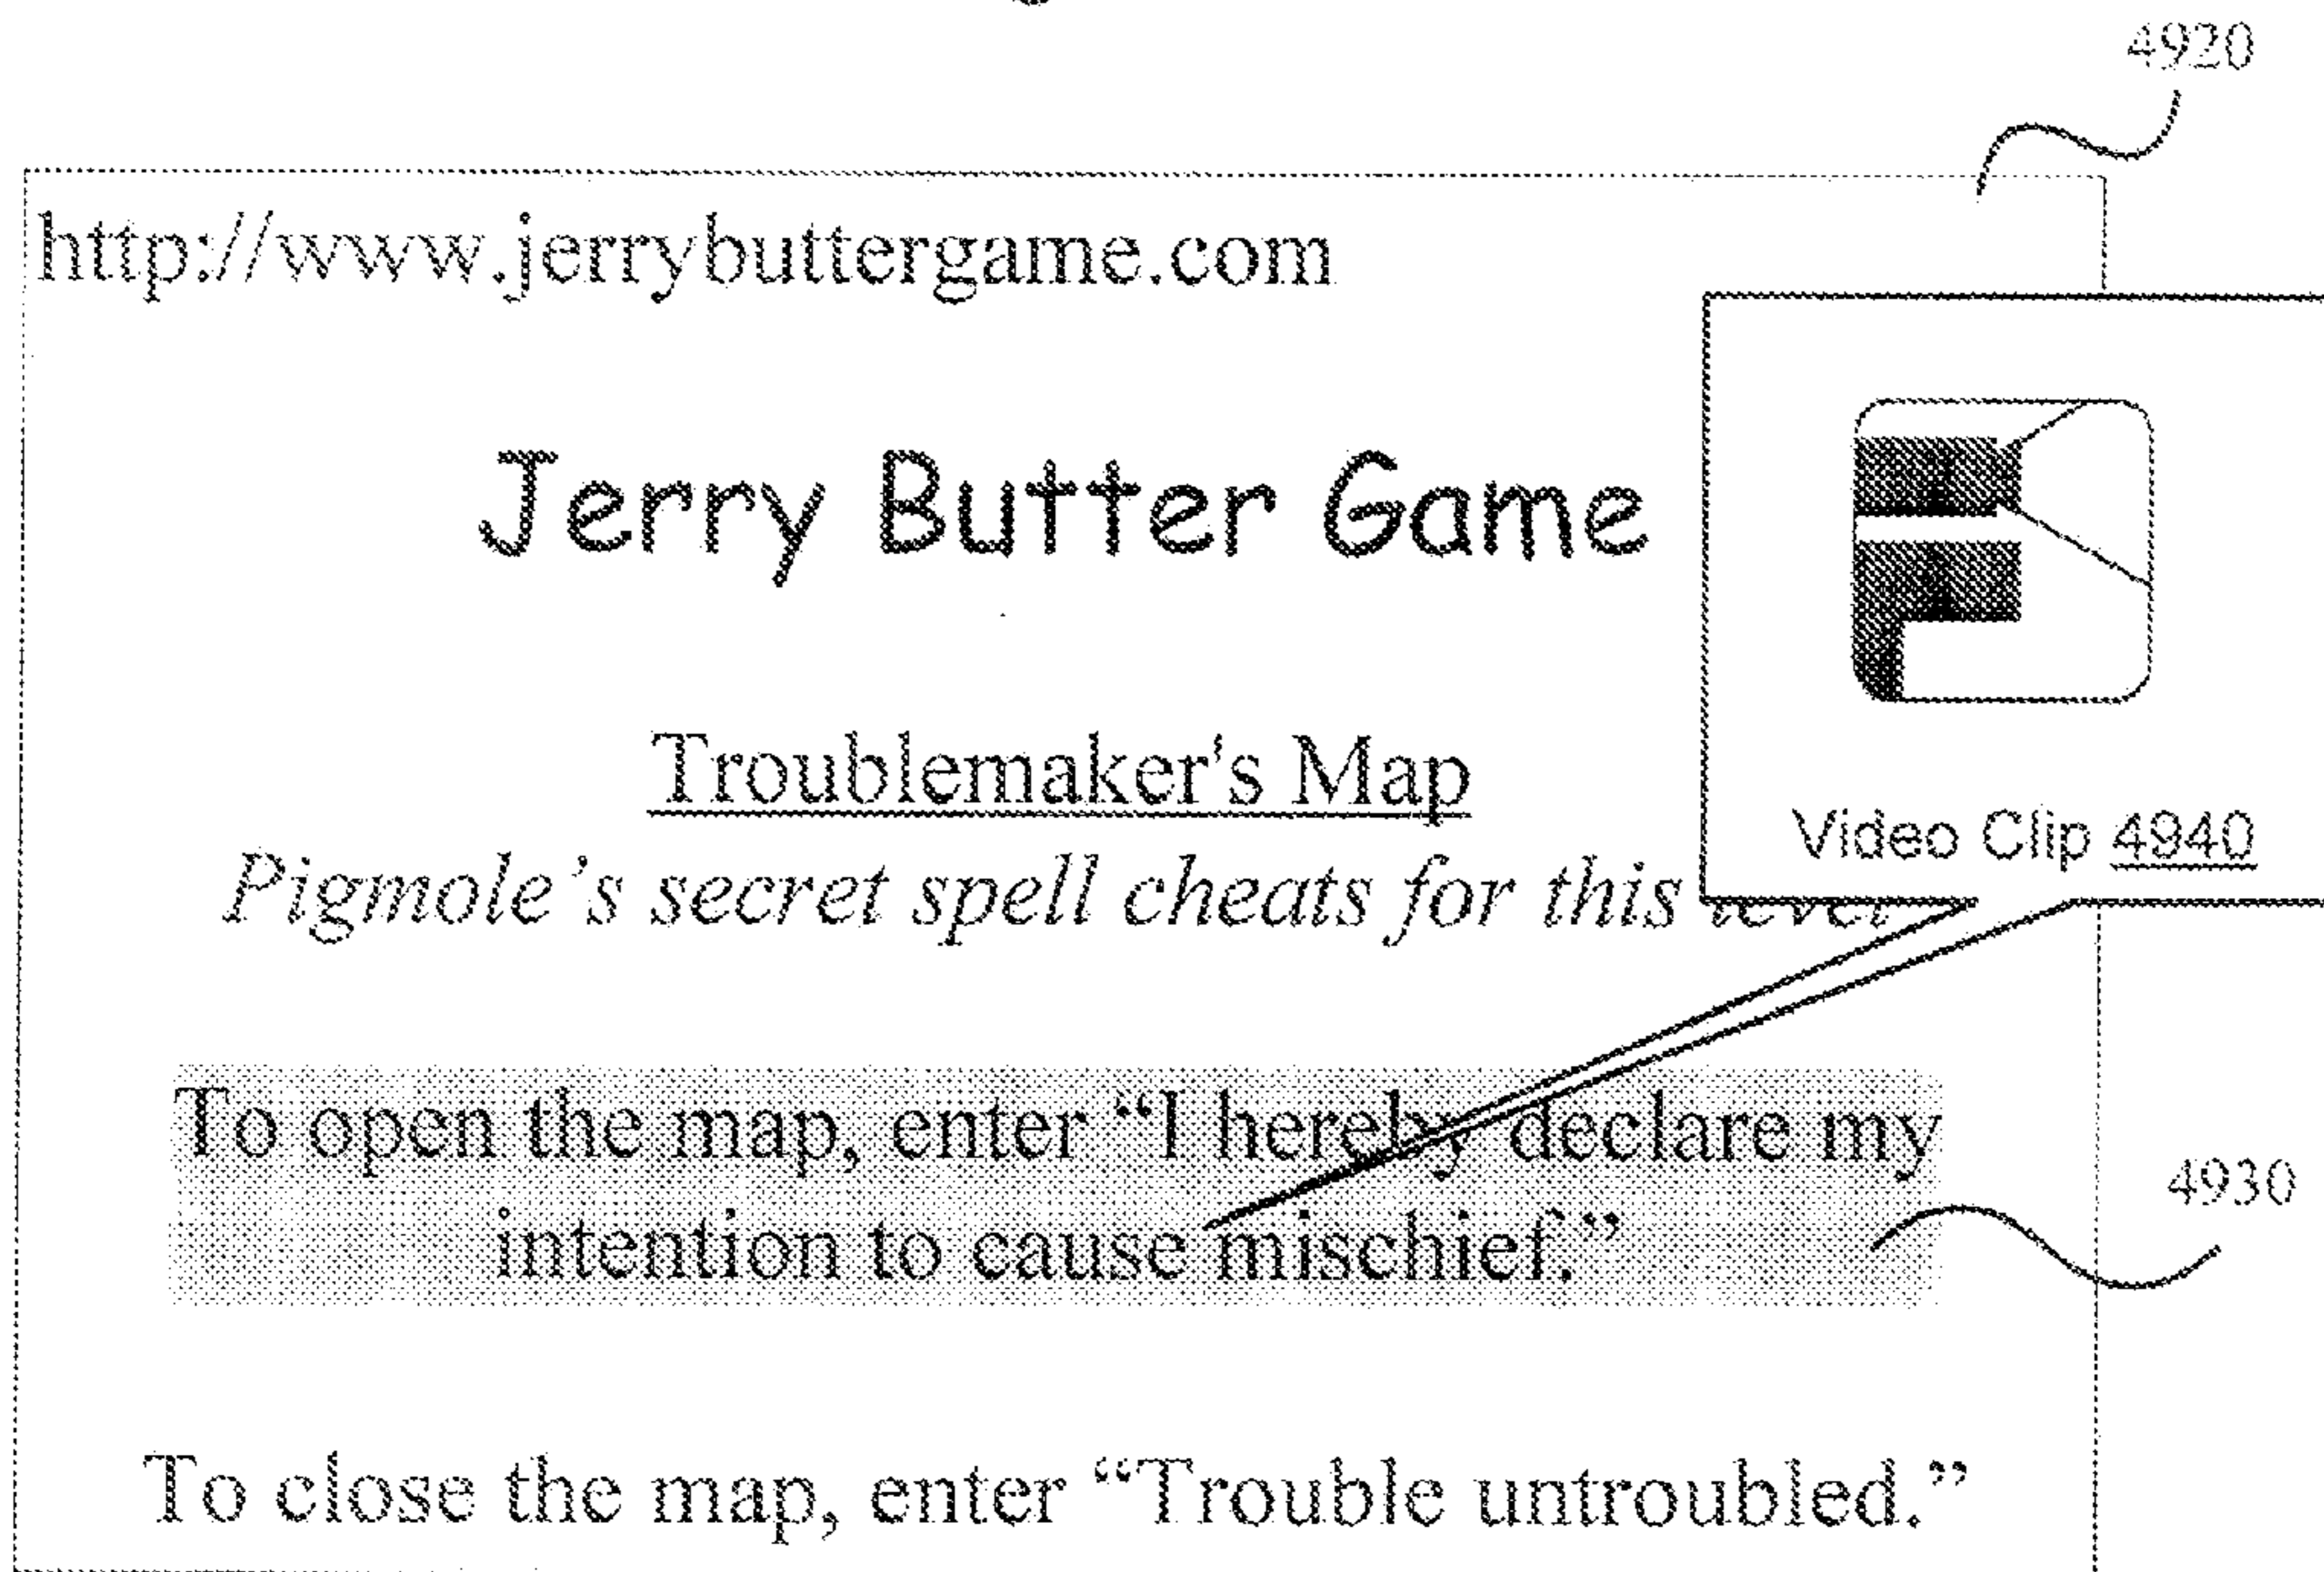 4920
http://www.jerrybuttergame.com
Jerry Butter Game
Troublemaker's Map
Video Clip 4940
Pigmole’s secret spell cheats for this level
To open the map, enter “I hereby declare my
intention to cause mischief.”
4930
To close the map, enter “Trouble untroubled.”